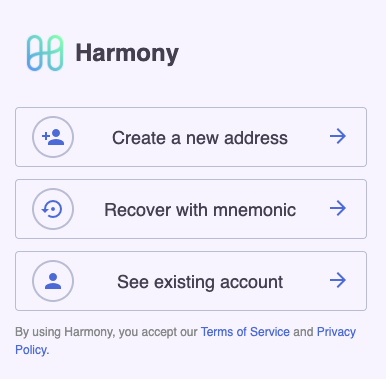 Harmony
Create a new address
Recover with mnemonic
See existing account
By using Harmony, you accept our Terms of Service and Privacy
Policy.